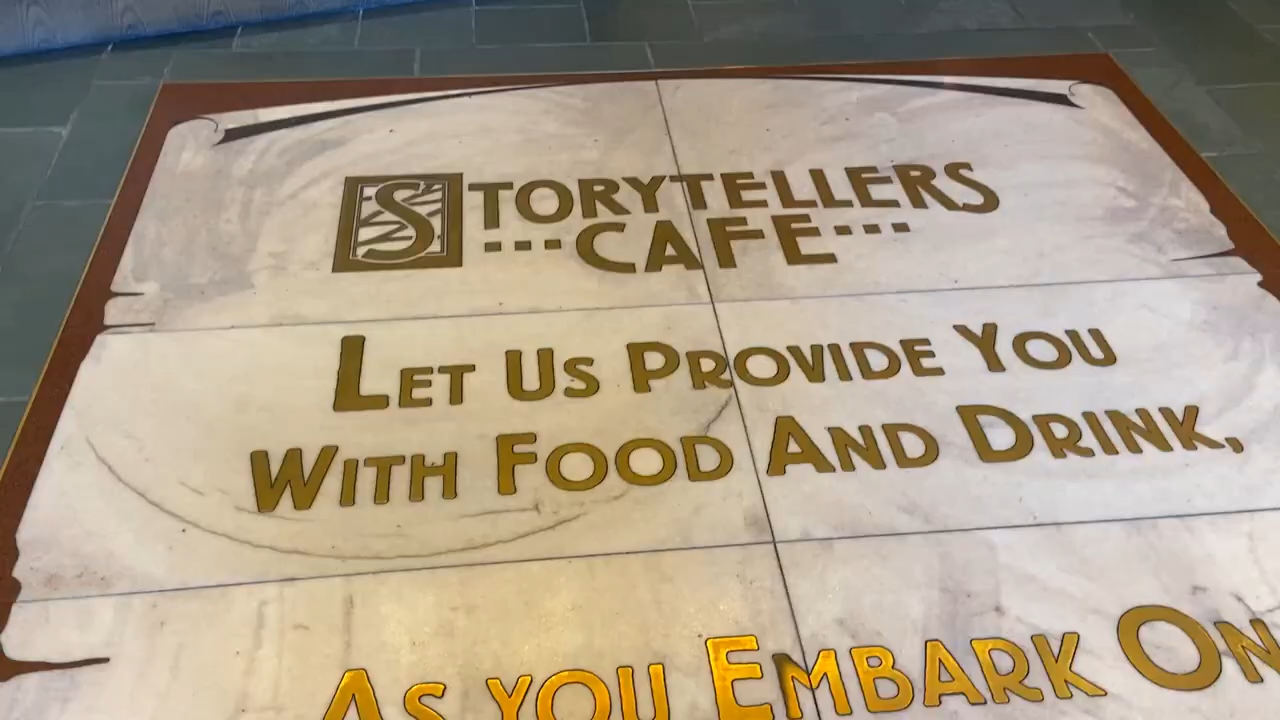 STORYTELLERS
CAFE
LET US PROVIDE YOU
WITH FOOD AND DRINK,
AS YOU EMBARK ON